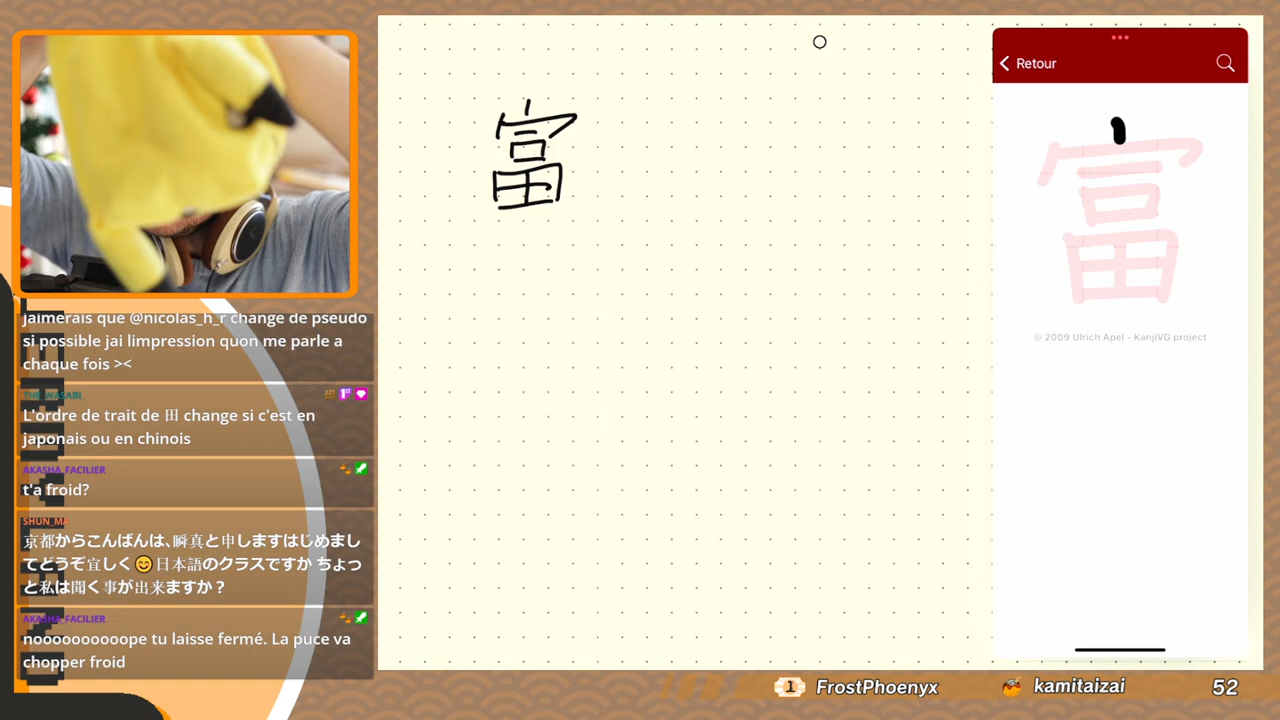 jaimerais que @nicolas_h_r change de pseudo
si possible jai limpression quon me parle a
chaque fois ><
THE_WASABI_
L'ordre de trait de 田 change si c'est en
japonais ou en chinois
AKASHA_FACILIER
t'a froid?
SHUN_MA
京都からこんばんは、瞬真と申しますはじめまし
てどうぞ宜しく😊日本語のクラスですか ちょっ
と私は聞く事が出来ますか？
AKASHA_FACILIER
noooooooooope tu laisse fermé. La puce va
chopper froid
富
Retour
富
© 2009 Ulrich Apel - KanjiVG project
1 FrostPhoenyx
kamitaizai
52